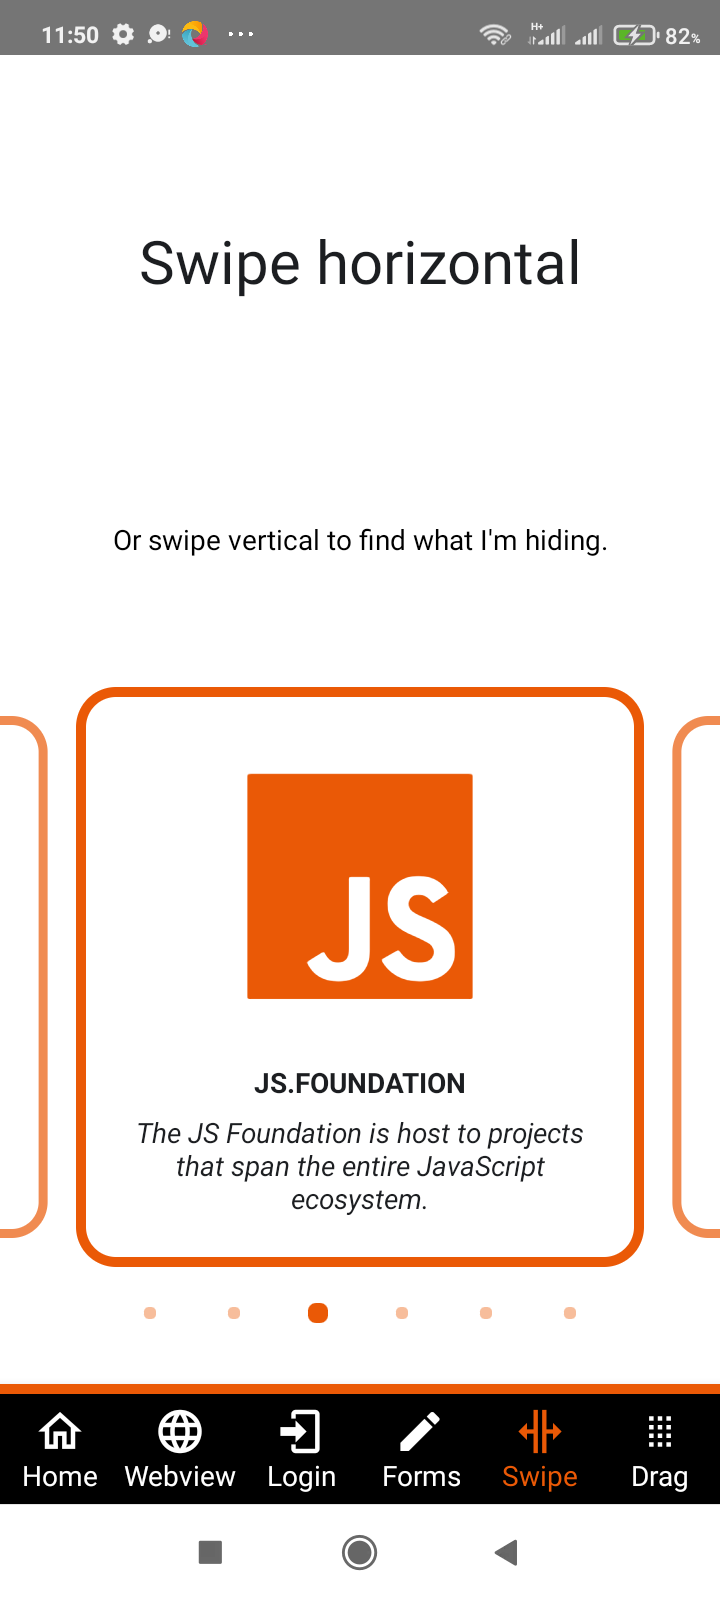 11:50
H+
82%
Swipe horizontal
Or swipe vertical to find what I'm hiding.
JS
JS.FOUNDATION
The JS Foundation is host to projects
that span the entire JavaScript
ecosystem.
Home Webview Login Forms Swipe Drag